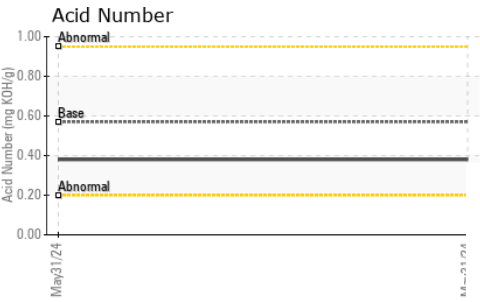 Acid Number
1.00
Abnormal
0.80
0.60
Base
0.40
Abnormal
0.20
0.00
Acid Number (mg KOH/g)
May31/24